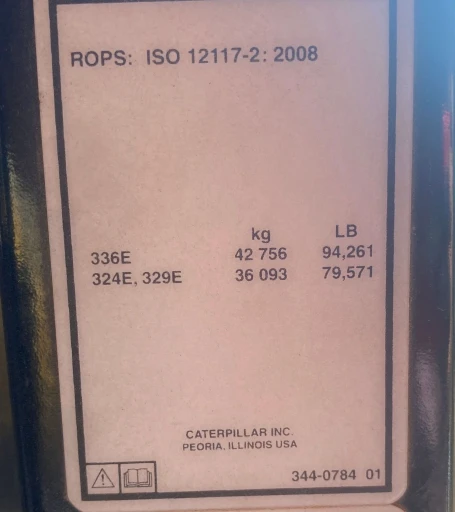 ROPS: ISO 12117-2: 2008
kg LB
336E 42 756 94,261
324E, 329E 36 093 79,571
CATERPILLAR INC.
PEORIA, ILLINOIS USA
344-0784 01